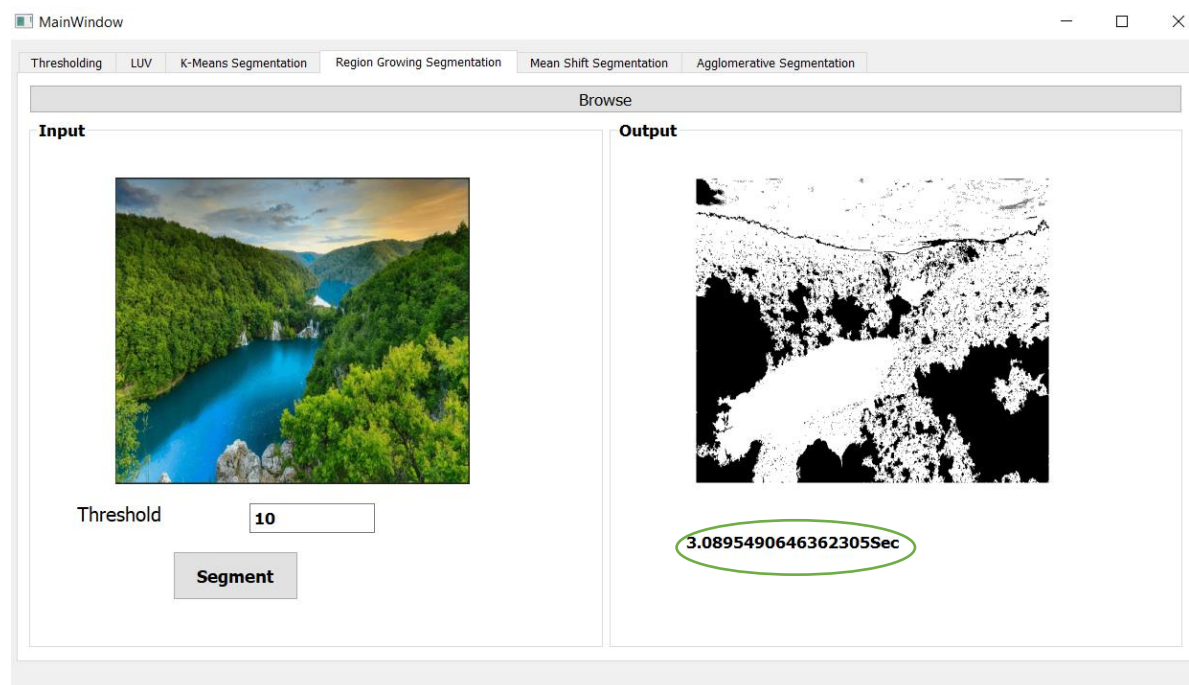 MainWindow
Thresholding LUV K-Means Segmentation Region Growing Segmentation Mean Shift Segmentation Agglomerative Segmentation
Browse
Input Output
Threshold 10
3.0895490646362305Sec
Segment